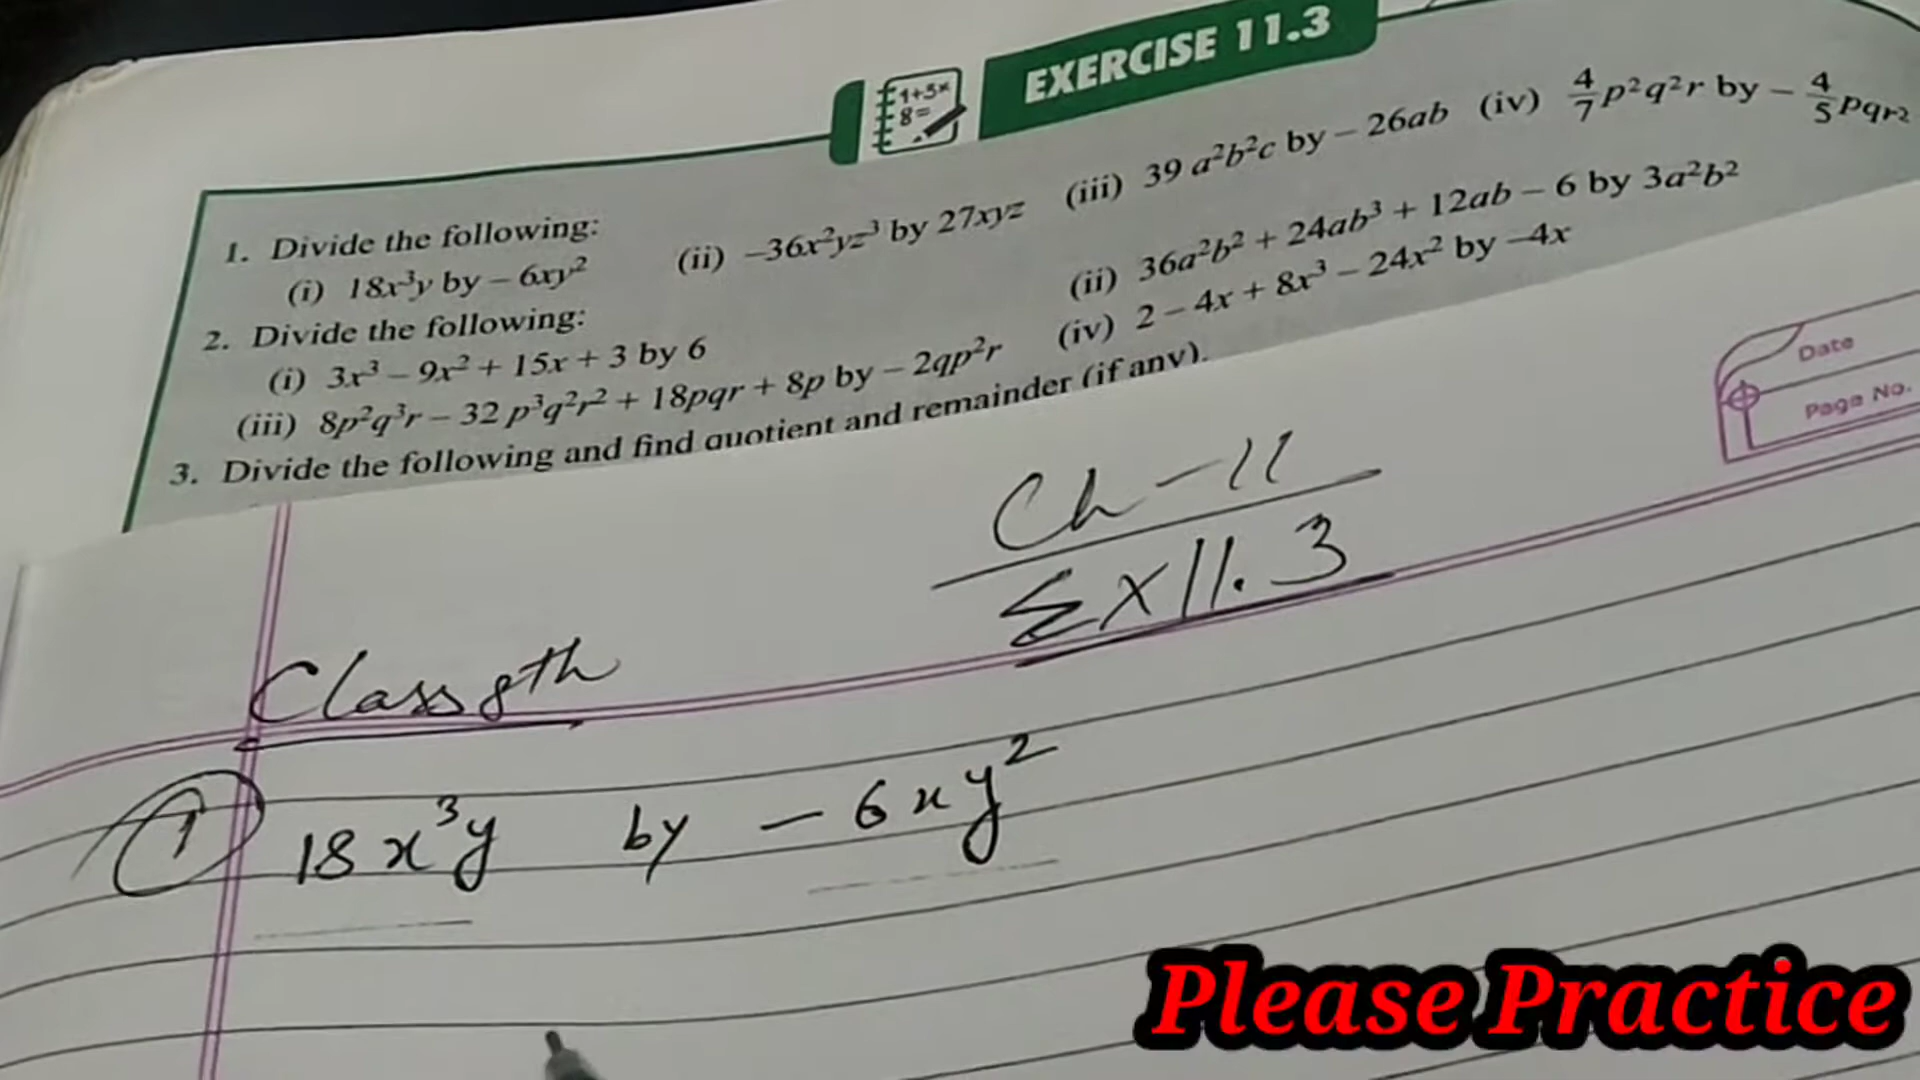 1+3×
8=
EXERCISE 11.3
1. Divide the following:
(i) 18x³y by – 6xy² (ii) –36x²yz³ by 27xyz (iii) 39 a²b²c by – 26ab (iv) 4/7 p²q²r by – 4/5 pqr²
2. Divide the following:
(i) 3x³ – 9x² + 15x + 3 by 6 (ii) 36a²b² + 24ab³ + 12ab – 6 by 3a²b²
(iii) 8p²q³r – 32 p³q²r² + 18pqr + 8p by – 2qp²r (iv) 2 – 4x + 8x³ – 24x² by –4x
3. Divide the following and find quotient and remainder (if any).
Date
Page No.
Ch - 11
Ex 11.3
Class 8th
① 18x³y by – 6xy²
Please Practice